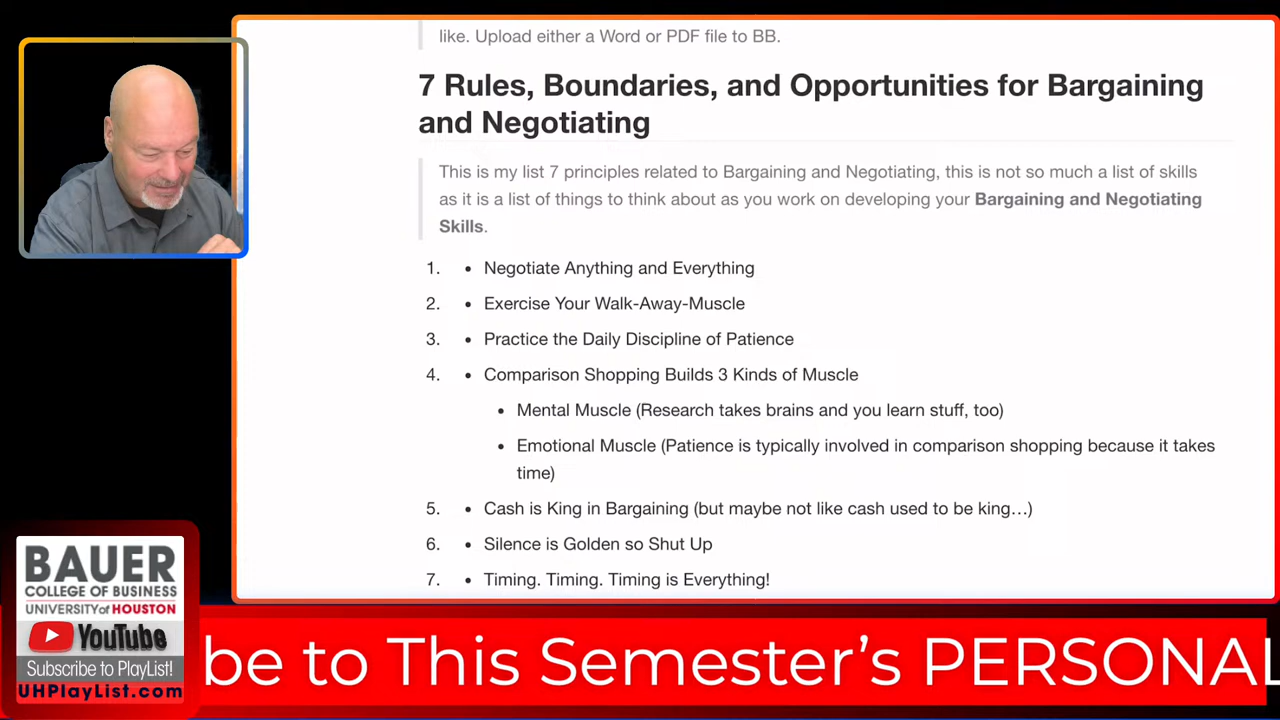 like. Upload either a Word or PDF file to BB.
7 Rules, Boundaries, and Opportunities for Bargaining
and Negotiating
This is my list 7 principles related to Bargaining and Negotiating, this is not so much a list of skills
as it is a list of things to think about as you work on developing your Bargaining and Negotiating
Skills.
1. • Negotiate Anything and Everything
2. • Exercise Your Walk-Away-Muscle
3. • Practice the Daily Discipline of Patience
4. • Comparison Shopping Builds 3 Kinds of Muscle
• Mental Muscle (Research takes brains and you learn stuff, too)
• Emotional Muscle (Patience is typically involved in comparison shopping because it takes
time)
5. • Cash is King in Bargaining (but maybe not like cash used to be king…)
6. • Silence is Golden so Shut Up
7. • Timing. Timing. Timing is Everything!
BAUER
COLLEGE OF BUSINESS
UNIVERSITY of HOUSTON
YouTube
Subscribe to PlayList!
UHPlayList.com
be to This Semester's PERSONAL